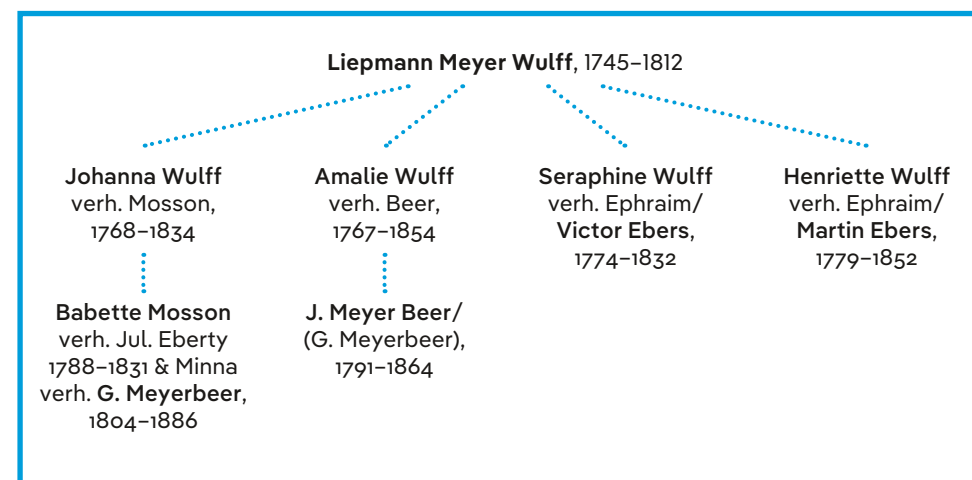 Liepmann Meyer Wulff, 1745–1812
Johanna Wulff
verh. Mosson,
1768–1834
Amalie Wulff
verh. Beer,
1767–1854
Seraphine Wulff
verh. Ephraim/
Victor Ebers,
1774–1832
Henriette Wulff
verh. Ephraim/
Martin Ebers,
1779–1852
Babette Mosson
verh. Jul. Eberty
1788–1831 & Minna
verh. G. Meyerbeer,
1804–1886
J. Meyer Beer/
(G. Meyerbeer),
1791–1864